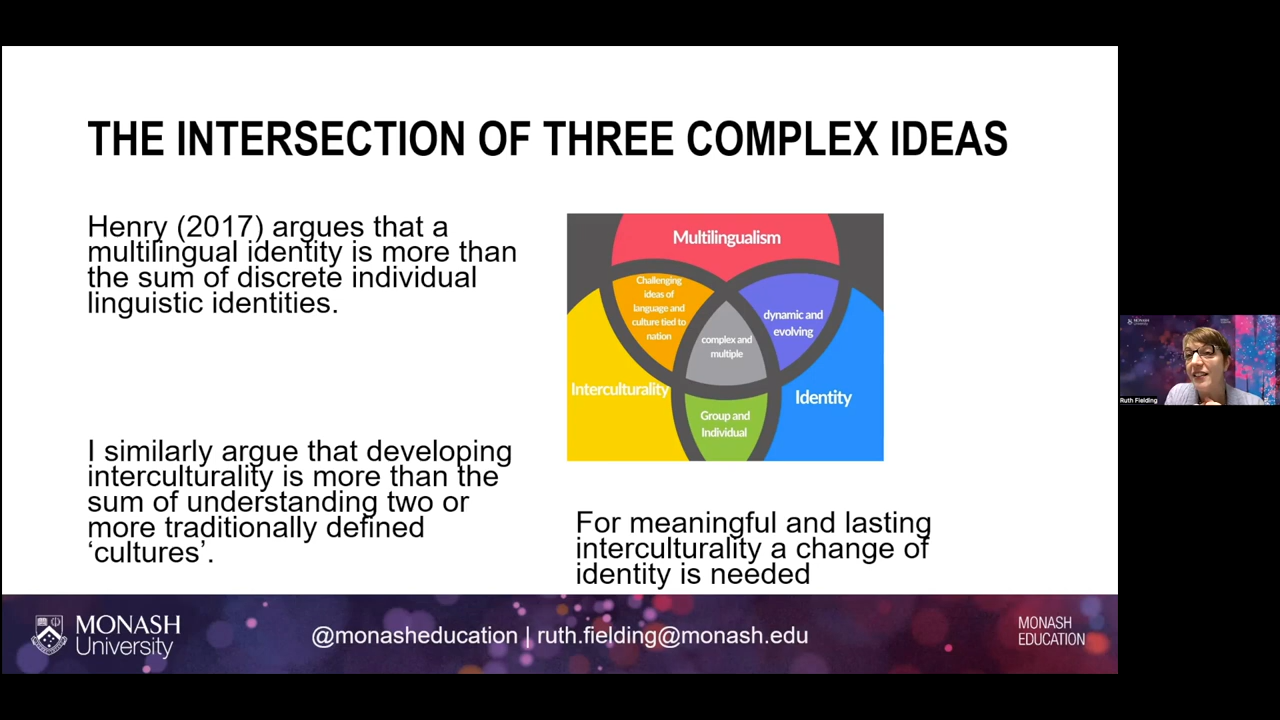 THE INTERSECTION OF THREE COMPLEX IDEAS
Henry (2017) argues that a
multilingual identity is more than
the sum of discrete individual
linguistic identities.
I similarly argue that developing
interculturality is more than the
sum of understanding two or
more traditionally defined
‘cultures’.
Multilingualism
Challenging
ideas of
language and
culture tied to
nation
dynamic and
evolving
complex and
multiple
Interculturality
Identity
Group and
Individual
For meaningful and lasting
interculturality a change of
identity is needed
MONASH
University
@monasheducation | ruth.fielding@monash.edu
MONASH
EDUCATION
Ruth Fielding